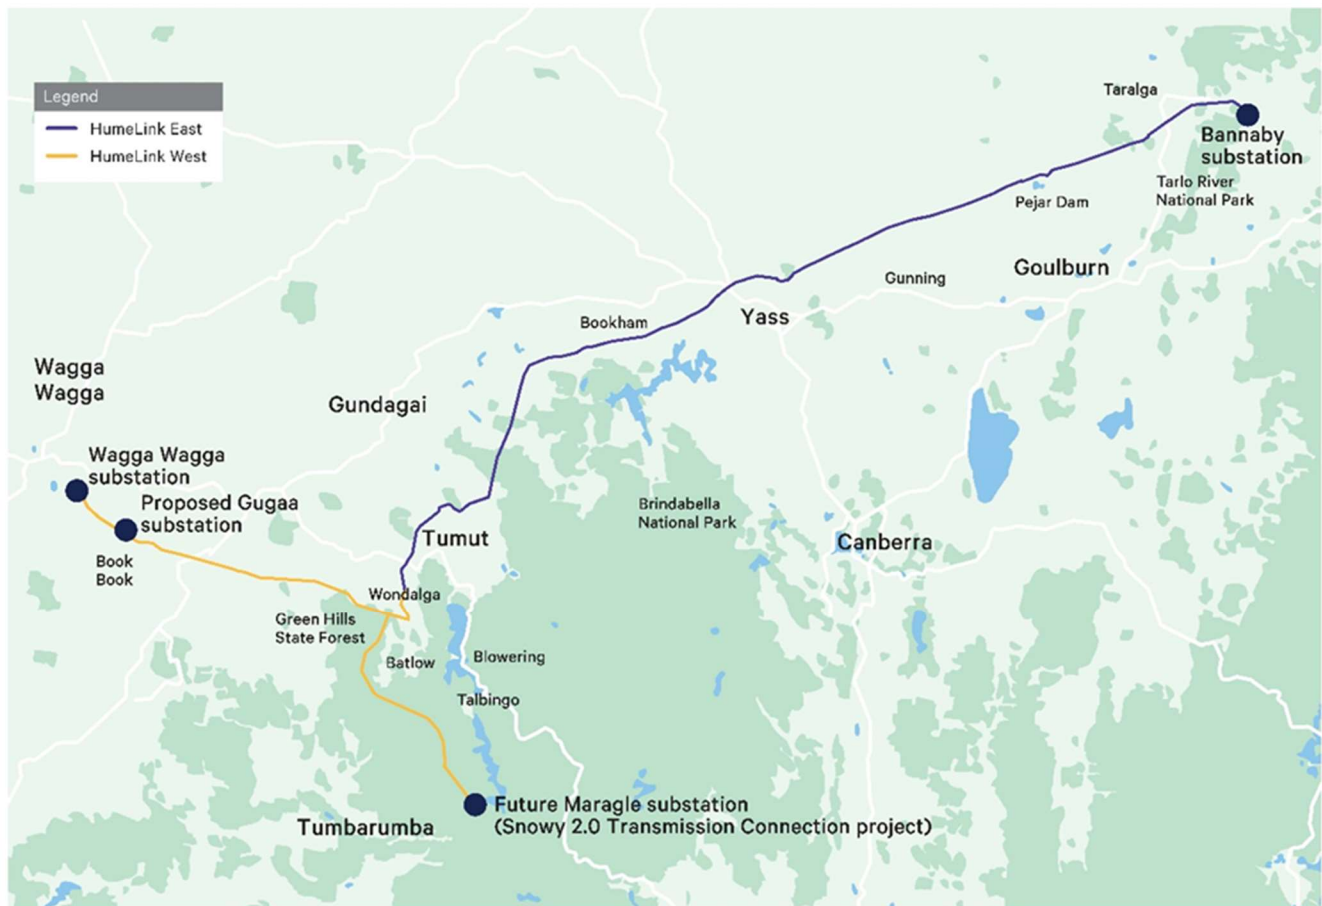 Legend
HumeLink East
HumeLink West
Taralga
Bannaby
substation
Tarlo River
National Park
Pejar Dam
Goulburn
Gunning
Yass
Bookham
Wagga
Wagga
Gundagai
Wagga Wagga
substation
Proposed Gugaa
substation
Book
Book
Brindabella
National Park
Tumut
Canberra
Wondalga
Green Hills
State Forest
Batlow
Blowering
Talbingo
Future Maragle substation
(Snowy 2.0 Transmission Connection project)
Tumbarumba